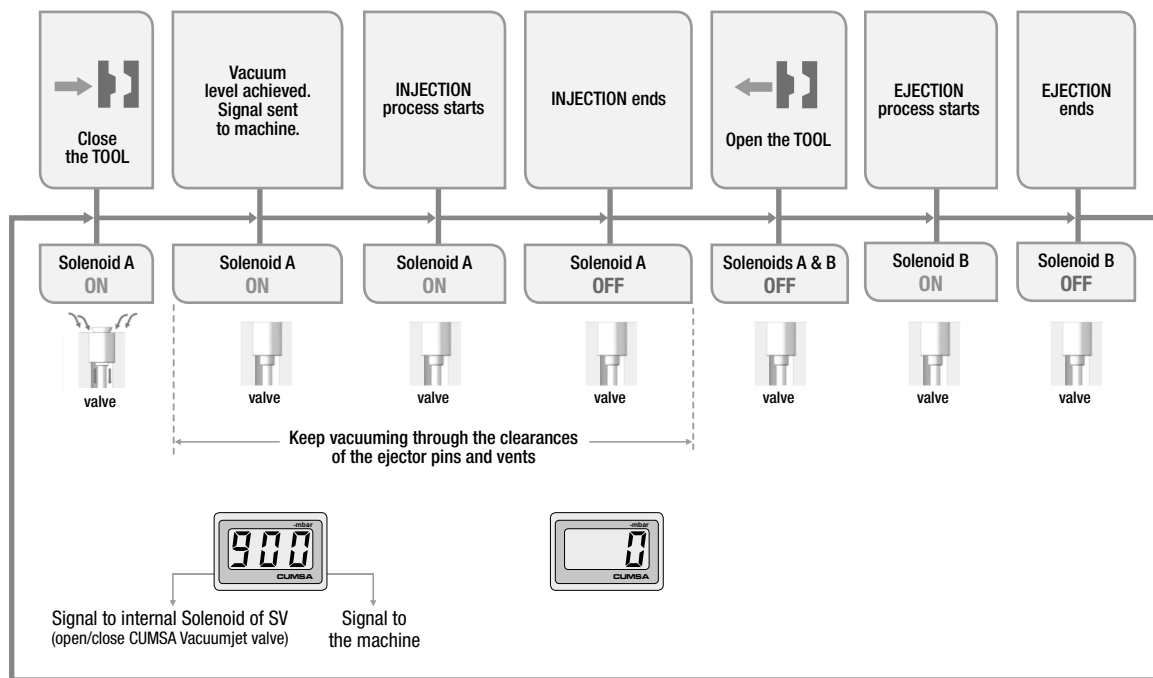 Close
the TOOL
Vacuum
level achieved.
Signal sent
to machine.
INJECTION
process starts
INJECTION ends
Open the TOOL
EJECTION
process starts
EJECTION
ends
Solenoid A
ON
Solenoid A
ON
Solenoid A
ON
Solenoid A
OFF
Solenoids A & B
OFF
Solenoid B
ON
Solenoid B
OFF
valve
valve
valve
valve
valve
valve
valve
Keep vacuuming through the clearances
of the ejector pins and vents
-mbar
900
CUMSA
-mbar
0
CUMSA
Signal to internal Solenoid of SV
(open/close CUMSA Vacuumjet valve)
Signal to
the machine